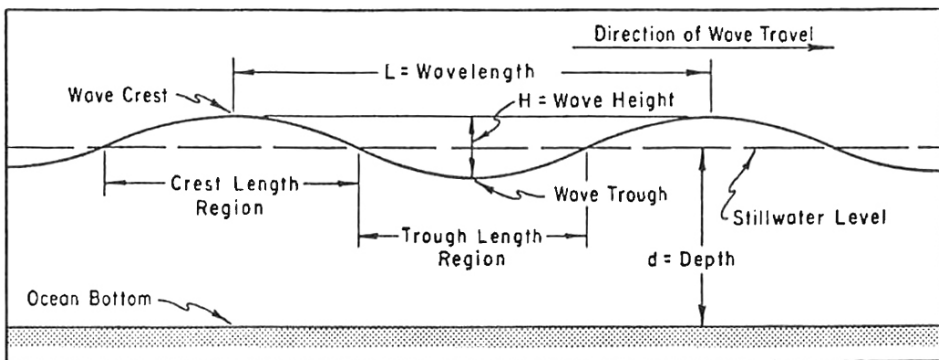 Direction of Wave Travel
L = Wavelength
Wave Crest
H = Wave Height
Crest Length
Region
Wave Trough
Stillwater Level
Trough Length
Region
d = Depth
Ocean Bottom